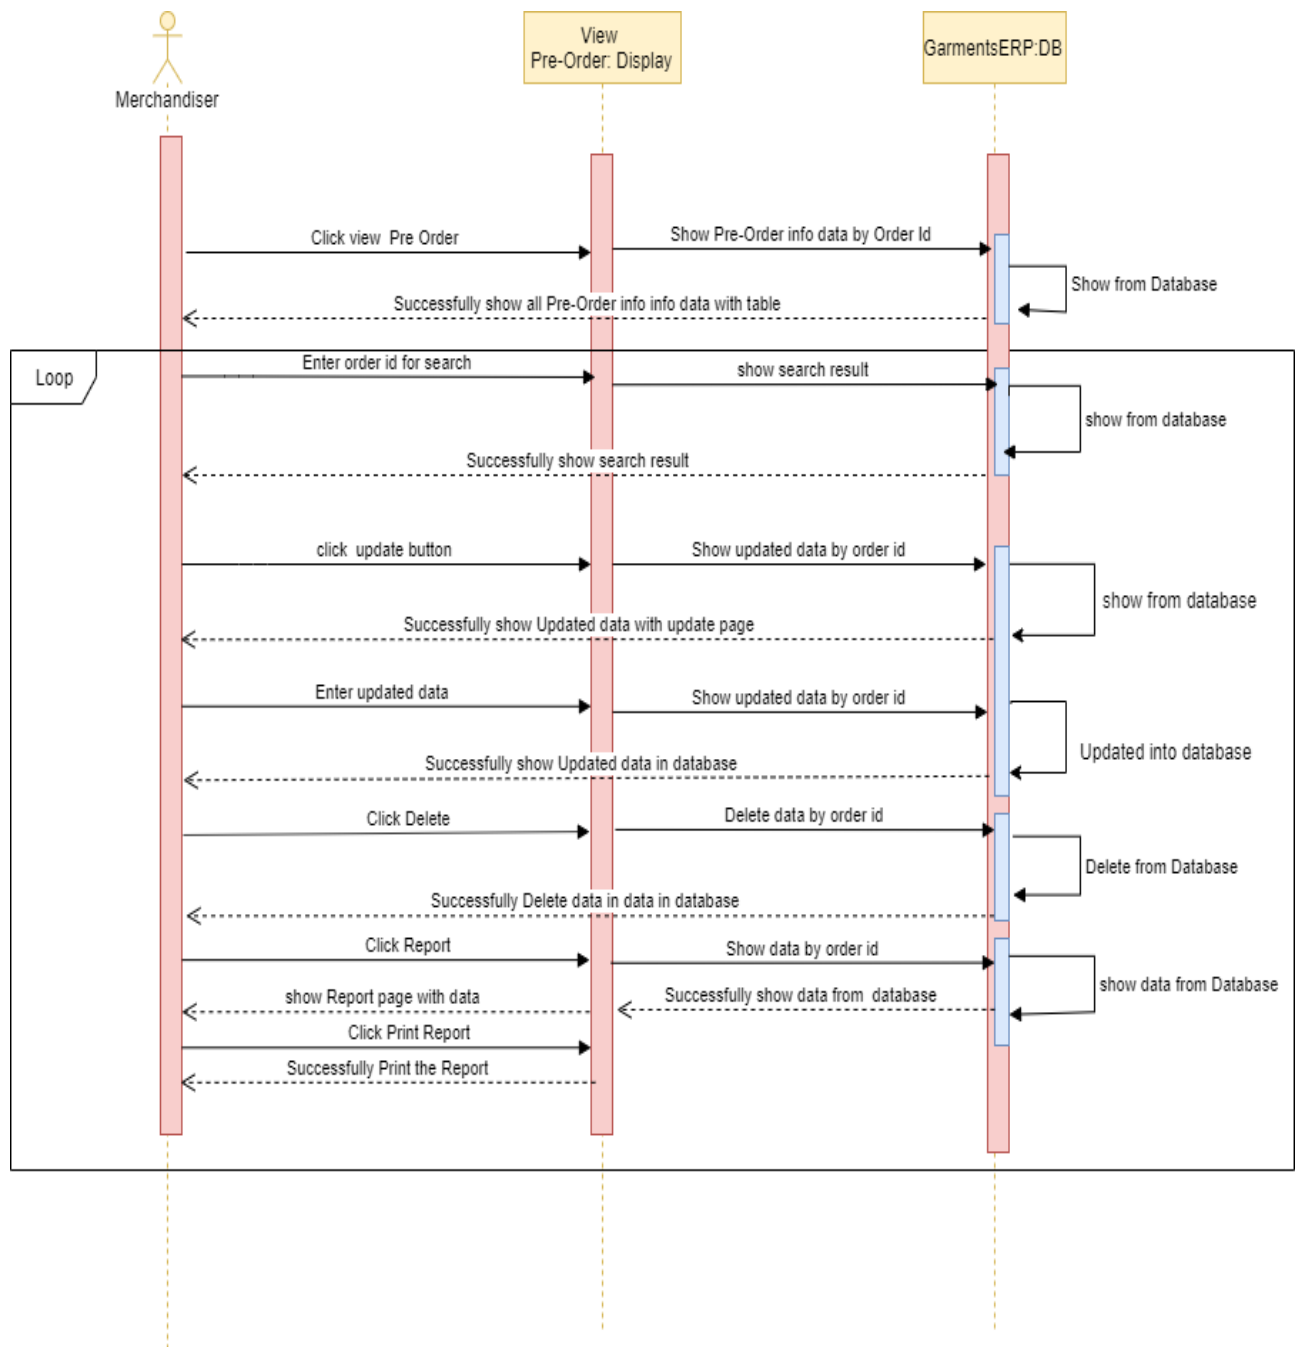 View
Pre-Order: Display
GarmentsERP:DB
Merchandiser
Click view  Pre Order
Show Pre-Order info data by Order Id
Show from Database
Successfully show all Pre-Order info info data with table
Loop
Enter order id for search
show search result
show from database
Successfully show search result
click  update button
Show updated data by order id
show from database
Successfully show Updated data with update page
Enter updated data
Show updated data by order id
Updated into database
Successfully show Updated data in database
Click Delete
Delete data by order id
Delete from Database
Successfully Delete data in data in database
Click Report
Show data by order id
show data from Database
show Report page with data
Successfully show data from  database
Click Print Report
Successfully Print the Report